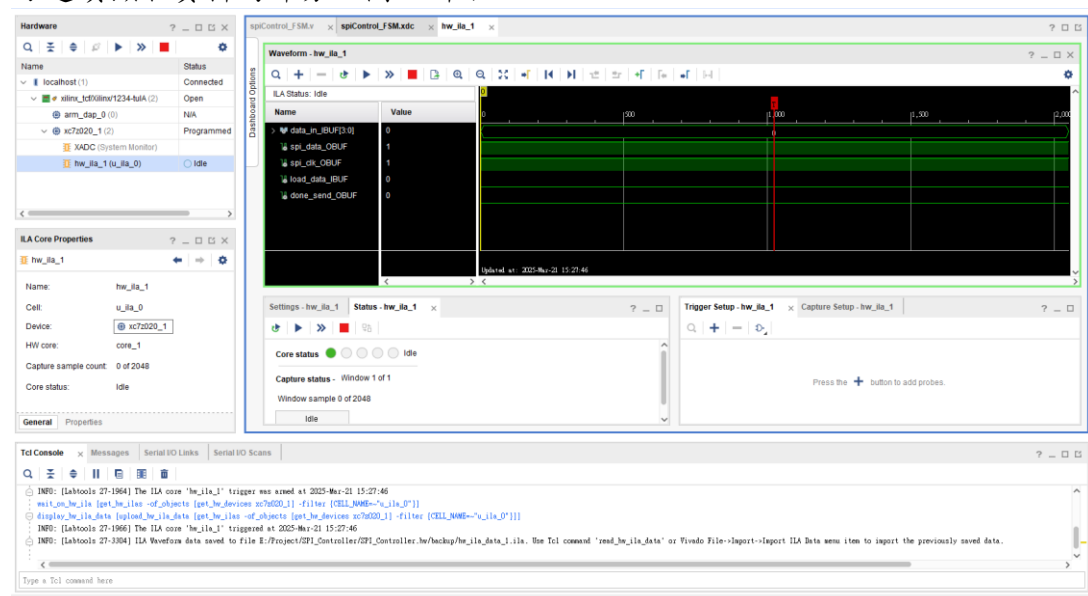 Hardware
? _ □ × 
Name Status
localhost (1) Connected
xilinx_tcf/Xilinx/1234-tulA (2) Open
arm_dap_0 (0) N/A
xc7z020_1 (2) Programmed
XADC (System Monitor)
hw_ila_1 (u_ila_0) Idle
ILA Core Properties
hw_ila_1
Name: hw_ila_1
Cell: u_ila_0
Device: xc7z020_1
HW core: core_1
Capture sample count: 0 of 2048
Core status: Idle
General Properties
spiControl_FSM.v × spiControl_FSM.xdc × hw_ila_1 ×
Dashboard Options
Waveform - hw_ila_1
ILA Status: Idle
Name Value
0
0 500 1,000 1,500 2,000
data_in_IBUF[3:0] 0 0
spi_data_OBUF 1
spi_clk_OBUF 1
load_data_IBUF 0
done_send_OBUF 0
Updated at: 2025-Mar-21 15:27:46
Settings - hw_ila_1 Status - hw_ila_1 ×
Core status Idle
Capture status - Window 1 of 1
Window sample 0 of 2048
Idle
Trigger Setup - hw_ila_1 × Capture Setup - hw_ila_1
Press the + button to add probes.
Tcl Console × Messages Serial I/O Links Serial I/O Scans
INFO: [Labtools 27-1964] The ILA core 'hw_ila_1' trigger was armed at 2025-Mar-21 15:27:46
wait_on_hw_ila [get_hw_ilas -of_objects [get_hw_devices xc7z020_1] -filter {CELL_NAME=~"u_ila_0"}]
display_hw_ila_data [upload_hw_ila_data [get_hw_ilas -of_objects [get_hw_devices xc7z020_1] -filter {CELL_NAME=~"u_ila_0"}]]
INFO: [Labtools 27-1966] The ILA core 'hw_ila_1' triggered at 2025-Mar-21 15:27:46
INFO: [Labtools 27-3304] ILA Waveform data saved to file E:/Project/SPI_Controller/SPI_Controller.hw/backup/hw_ila_data_1.ila. Use Tcl command 'read_hw_ila_data' or Vivado File->Import->Import ILA Data menu item to import the previously saved data.
Type a Tcl command here